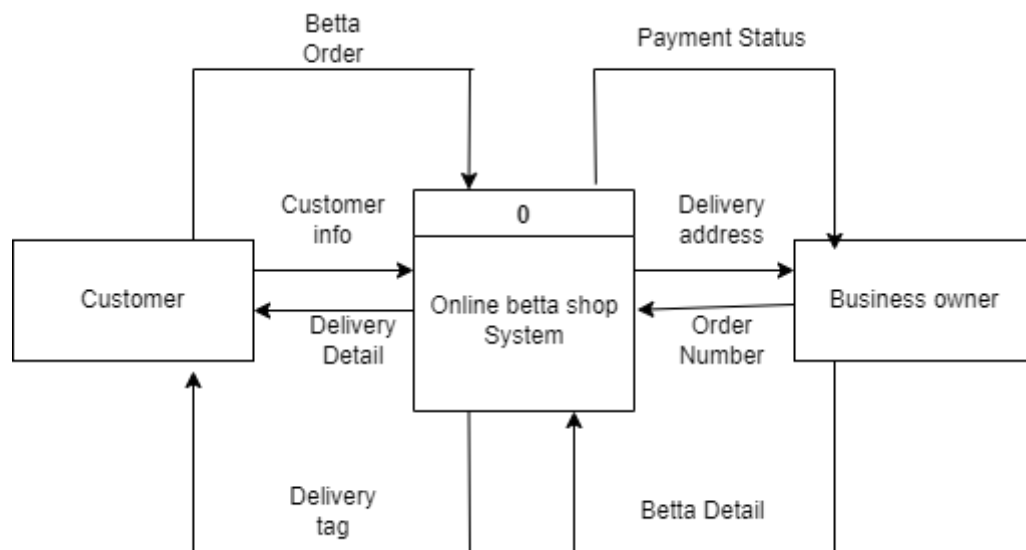 Betta
Order
Payment Status
Customer
info
0
Delivery
address
Customer
Online betta shop
System
Business owner
Delivery
Detail
Order
Number
Delivery
tag
Betta Detail